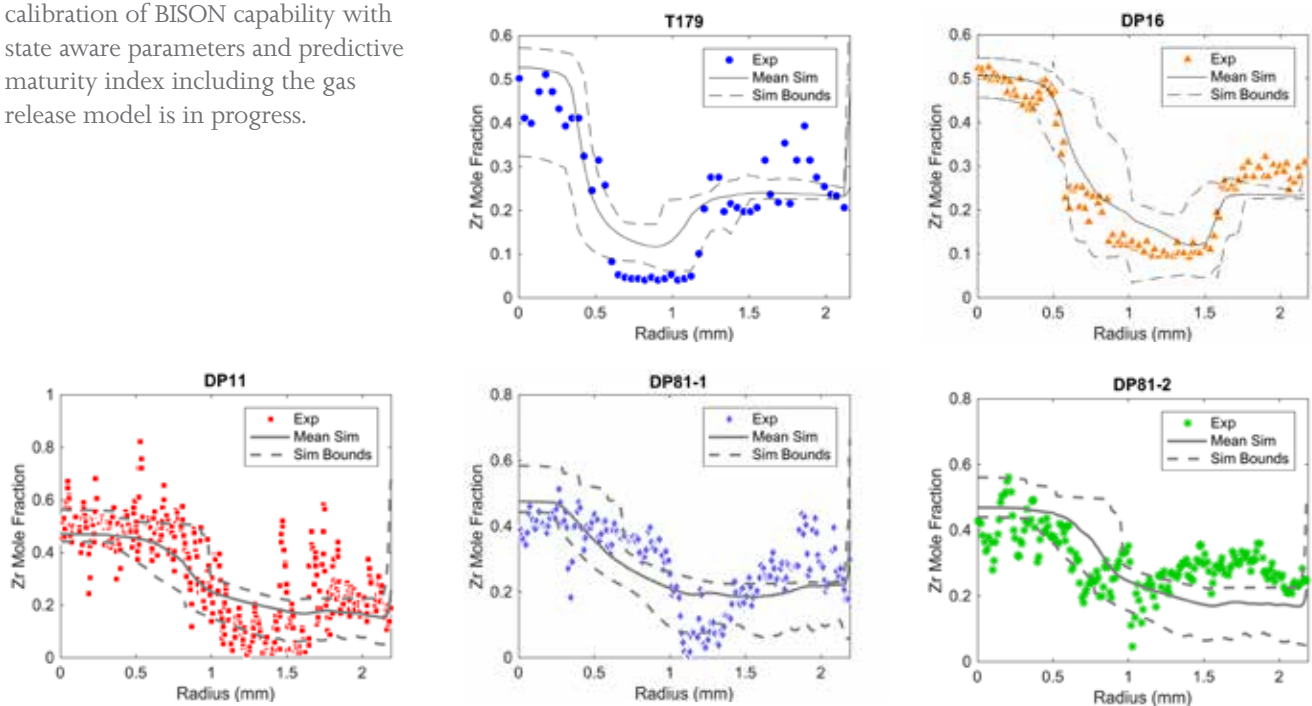 calibration of BISON capability with
state aware parameters and predictive
maturity index including the gas
release model is in progress.
T179
Exp
Mean Sim
Sim Bounds
Zr Mole Fraction
0.6
0.5
0.4
0.3
0.2
0.1
0
0 0.5 1 1.5 2
Radius (mm)
DP16
Exp
Mean Sim
Sim Bounds
Zr Mole Fraction
0.6
0.5
0.4
0.3
0.2
0.1
0
0 0.5 1 1.5 2
Radius (mm)
DP11
Exp
Mean Sim
Sim Bounds
Zr Mole Fraction
1
0.8
0.6
0.4
0.2
0
0 0.5 1 1.5 2
Radius (mm)
DP81-1
Exp
Mean Sim
Sim Bounds
Zr Mole Fraction
0.8
0.6
0.4
0.2
0
0 0.5 1 1.5 2
Radius (mm)
DP81-2
Exp
Mean Sim
Sim Bounds
Zr Mole Fraction
0.8
0.6
0.4
0.2
0
0 0.5 1 1.5 2
Radius (mm)